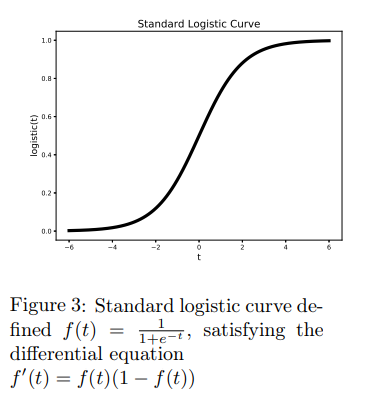 Standard Logistic Curve
1.0
0.8
0.6
0.4
0.2
0.0
logistic(t)
−6 −4 −2 0 2 4 6
t
Figure 3: Standard logistic curve de-
fined f(t) = 1/(1+e^{−t}), satisfying the
differential equation
f′(t) = f(t)(1 − f(t))